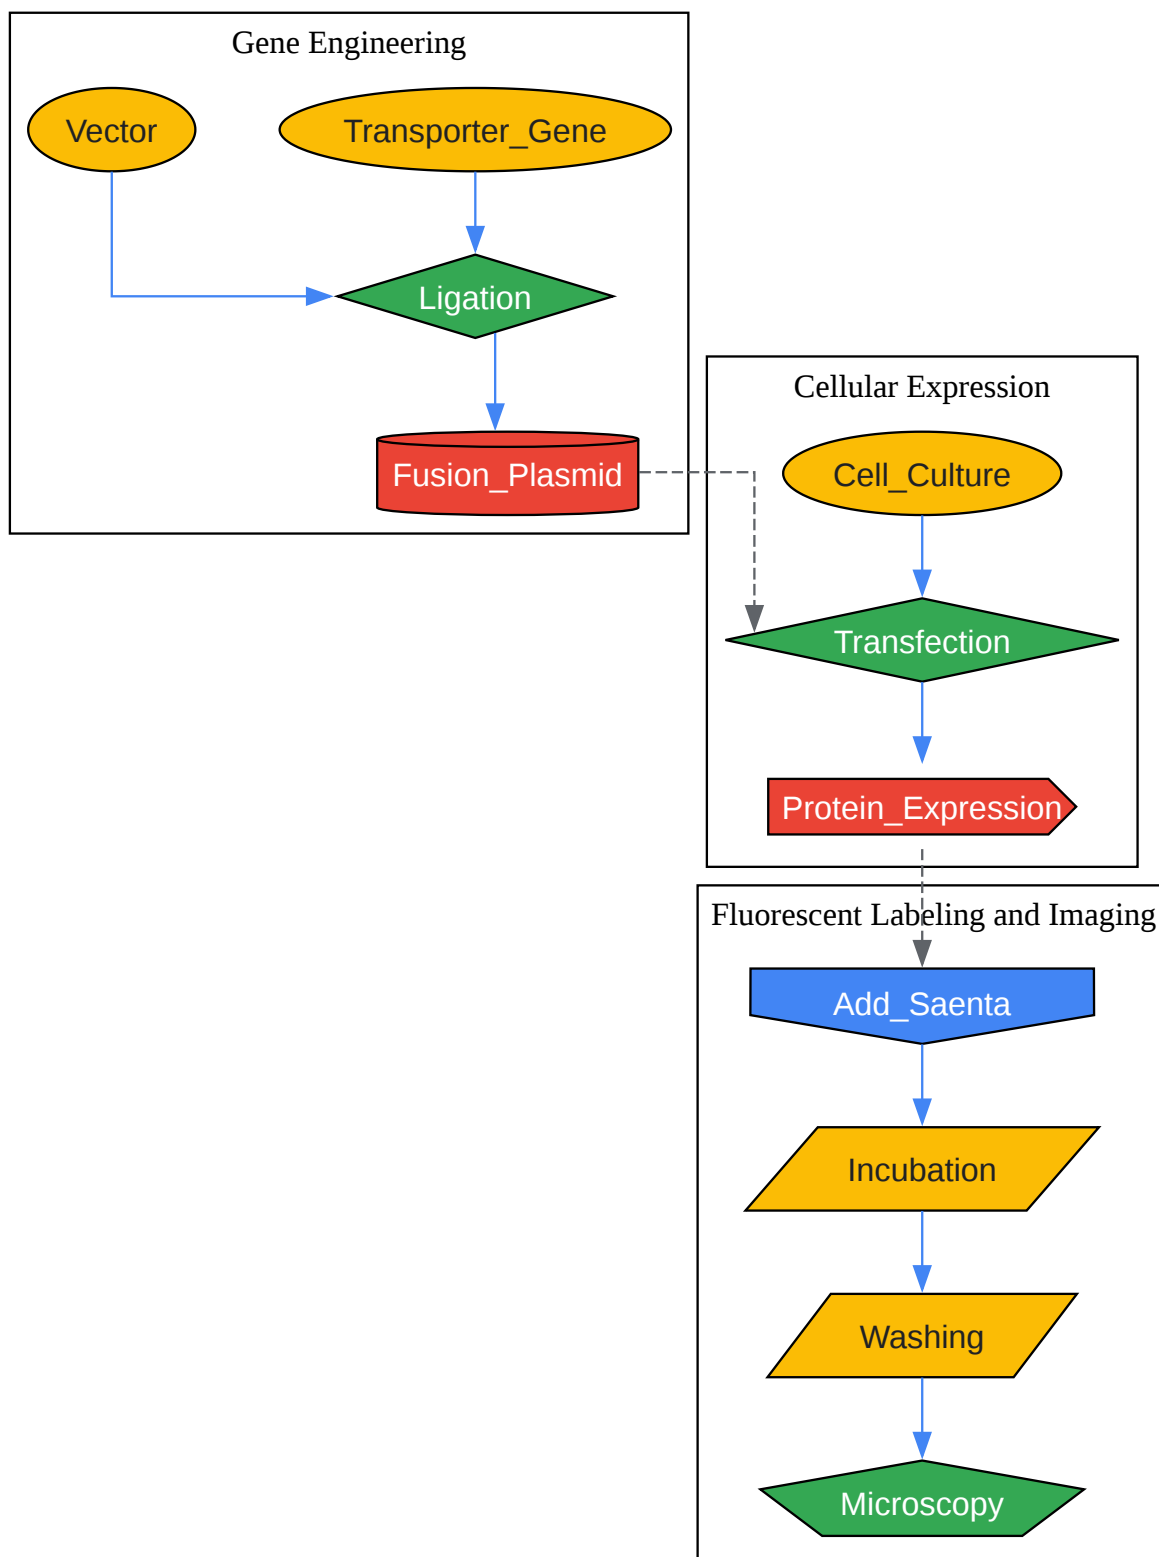 Gene Engineering
Vector
Transporter_Gene
Ligation
Fusion_Plasmid
Cellular Expression
Cell_Culture
Transfection
Protein_Expression
Fluorescent Labeling and Imaging
Add_Saenta
Incubation
Washing
Microscopy